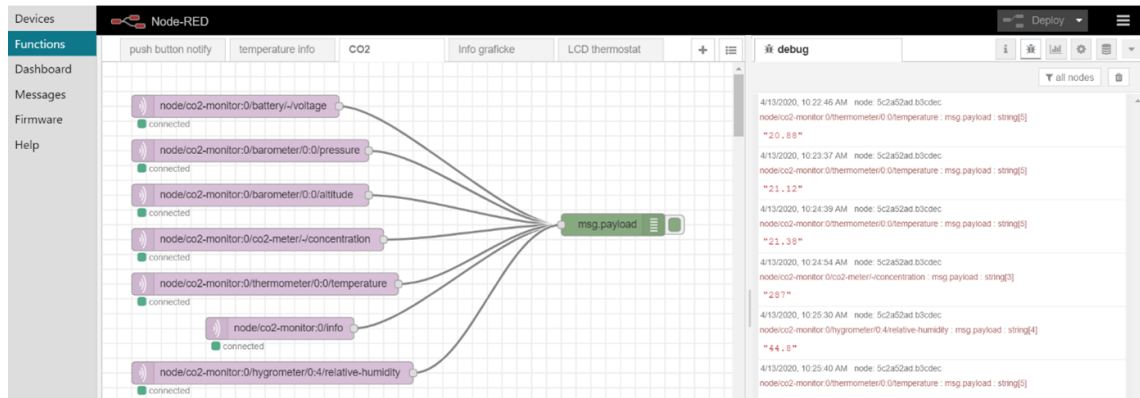 Devices
Functions
Dashboard
Messages
Firmware
Help
Node-RED
Deploy
push button notify
temperature info
CO2
Info graficke
LCD thermostat
node/co2-monitor:0/battery/-/voltage
connected
node/co2-monitor:0/barometer/0:0/pressure
connected
node/co2-monitor:0/barometer/0:0/altitude
connected
node/co2-monitor:0/co2-meter/-/concentration
connected
node/co2-monitor:0/thermometer/0:0/temperature
connected
node/co2-monitor:0/info
connected
node/co2-monitor:0/hygrometer/0:4/relative-humidity
connected
msg.payload
debug
all nodes
4/13/2020, 10:22:46 AM node: 5c2a52ad.b3cdec
node/co2-monitor:0/thermometer/0:0/temperature : msg.payload : string[5]
"20.88"
4/13/2020, 10:23:37 AM node: 5c2a52ad.b3cdec
node/co2-monitor:0/thermometer/0:0/temperature : msg.payload : string[5]
"21.12"
4/13/2020, 10:24:39 AM node: 5c2a52ad.b3cdec
node/co2-monitor:0/thermometer/0:0/temperature : msg.payload : string[5]
"21.38"
4/13/2020, 10:24:54 AM node: 5c2a52ad.b3cdec
node/co2-monitor:0/co2-meter/-/concentration : msg.payload : string[3]
"287"
4/13/2020, 10:25:30 AM node: 5c2a52ad.b3cdec
node/co2-monitor:0/hygrometer/0:4/relative-humidity : msg.payload : string[4]
"44.8"
4/13/2020, 10:25:40 AM node: 5c2a52ad.b3cdec
node/co2-monitor:0/thermometer/0:0/temperature : msg.payload : string[5]